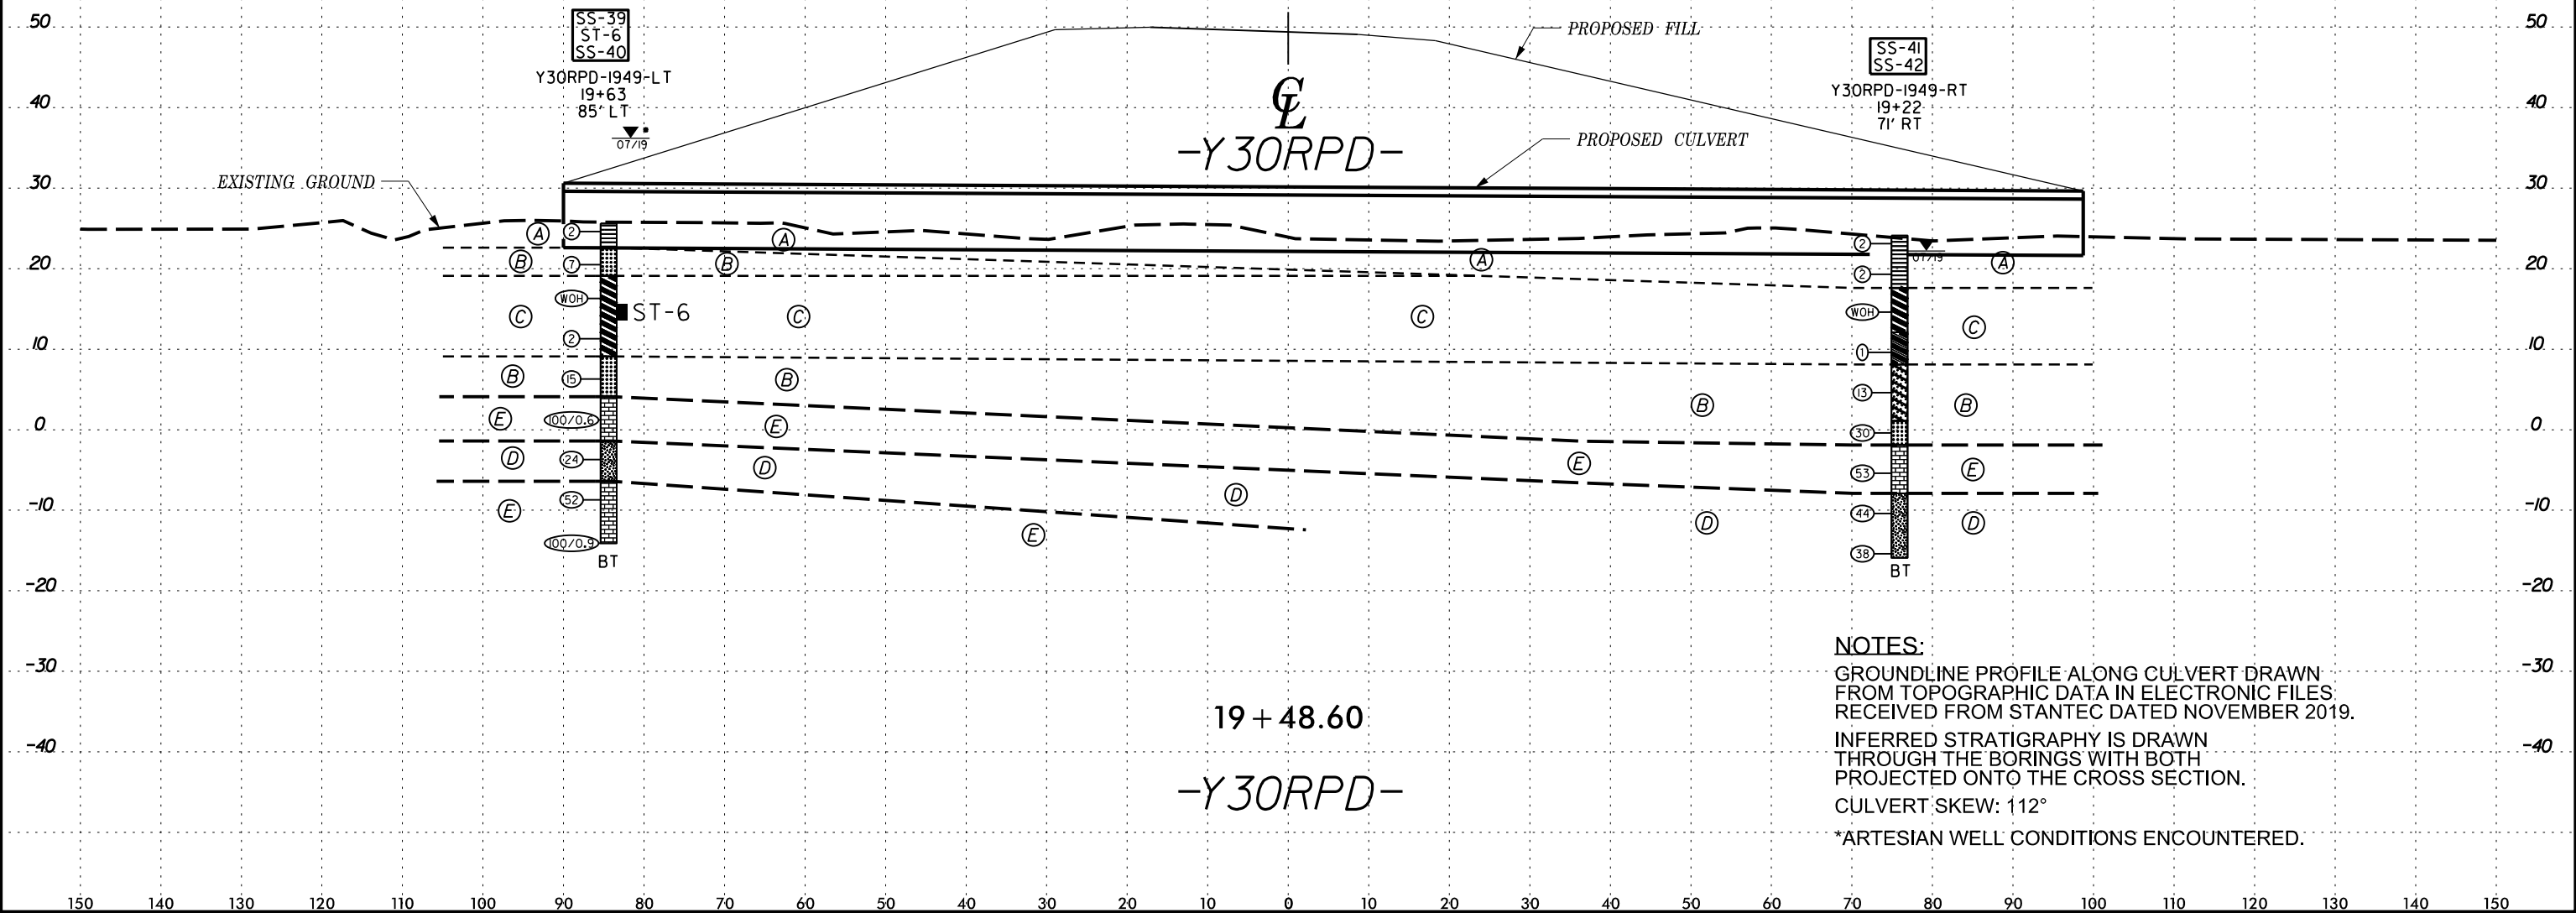 50
SS-39
ST-6
SS-40
PROPOSED FILL
SS-41
SS-42
50
Y30RPD-1949-LT
19+63
85' LT
Y30RPD-1949-RT
19+22
71' RT
40
CL
40
07/19
-Y30RPD-
PROPOSED CULVERT
30
EXISTING GROUND
30
2
A
A
2
07/19
20
B
7
B
A
2
A
20
WOH
ST-6
WOH
C
C
C
C
10
2
1
10
B
15
B
13
B
B
0
E
100/0.6
E
30
0
D
24
D
E
53
E
-10
E
52
D
44
D
D
-10
100/0.9
E
38
BT
BT
-20
-20
-30
-30
-40
-40
19+48.60
-Y30RPD-
NOTES:
GROUNDLINE PROFILE ALONG CULVERT DRAWN
FROM TOPOGRAPHIC DATA IN ELECTRONIC FILES
RECEIVED FROM STANTEC DATED NOVEMBER 2019.
INFERRED STRATIGRAPHY IS DRAWN
THROUGH THE BORINGS WITH BOTH
PROJECTED ONTO THE CROSS SECTION.
CULVERT SKEW: 112°
*ARTESIAN WELL CONDITIONS ENCOUNTERED.
150 140 130 120 110 100 90 80 70 60 50 40 30 20 10 0 10 20 30 40 50 60 70 80 90 100 110 120 130 140 150